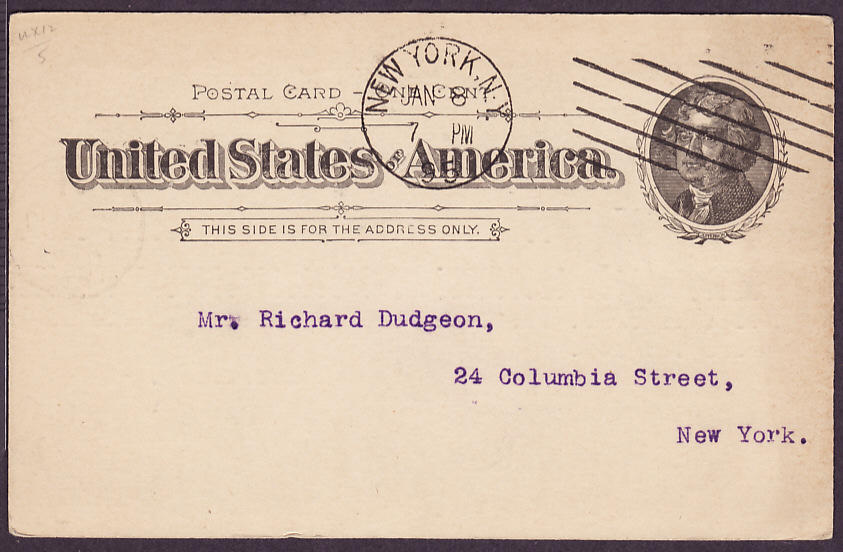 UX12
5
POSTAL CARD – ONE CENT.
United States of America.
THIS SIDE IS FOR THE ADDRESS ONLY.
NEW YORK, N.Y.
JAN 8
7 PM
Mr. Richard Dudgeon,
24 Columbia Street,
New York.